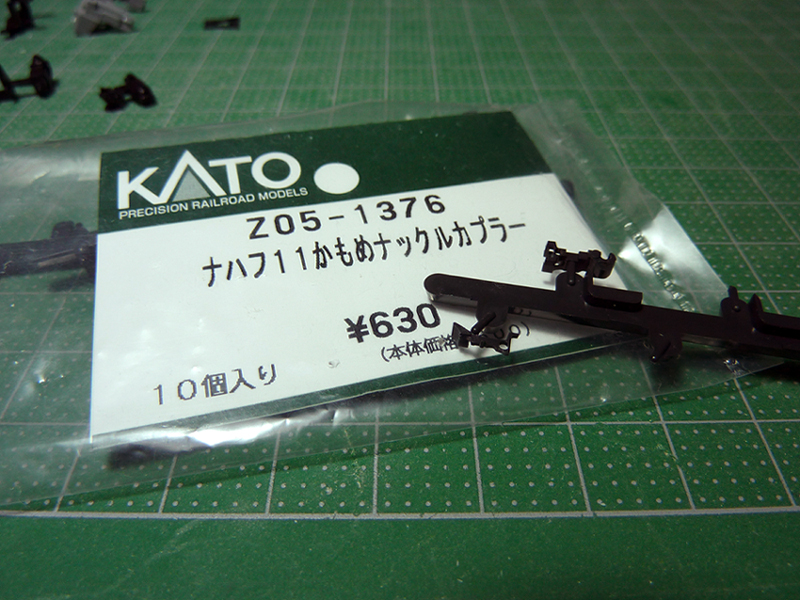 KATO
PRECISION RAILROAD MODELS
Z05-1376
ナハフ11かもめナックルカプラー
¥630
(本体価格
10個入り